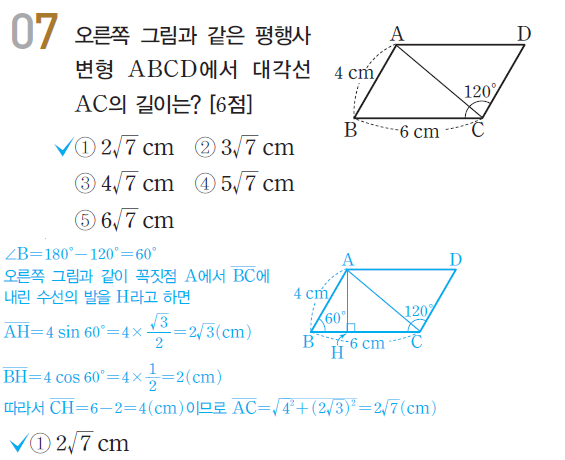 07 오른쪽 그림과 같은 평행사
변형 ABCD에서 대각선
AC의 길이는? [6점]
A D
4 cm
120°
B 6 cm C
✓① 2√7 cm ② 3√7 cm
③ 4√7 cm ④ 5√7 cm
⑤ 6√7 cm
∠B=180°-120°=60°
오른쪽 그림과 같이 꼭짓점 A에서 B̅C̅에
내린 수선의 발을 H라고 하면
A̅H̅=4 sin 60°=4×√3/2=2√3(cm)
B̅H̅=4 cos 60°=4×1/2=2(cm)
따라서 C̅H̅=6-2=4(cm)이므로 A̅C̅=√(4²+(2√3)²)=2√7(cm)
A D
4 cm
60° 120°
B 6 cm C
H
✓① 2√7 cm